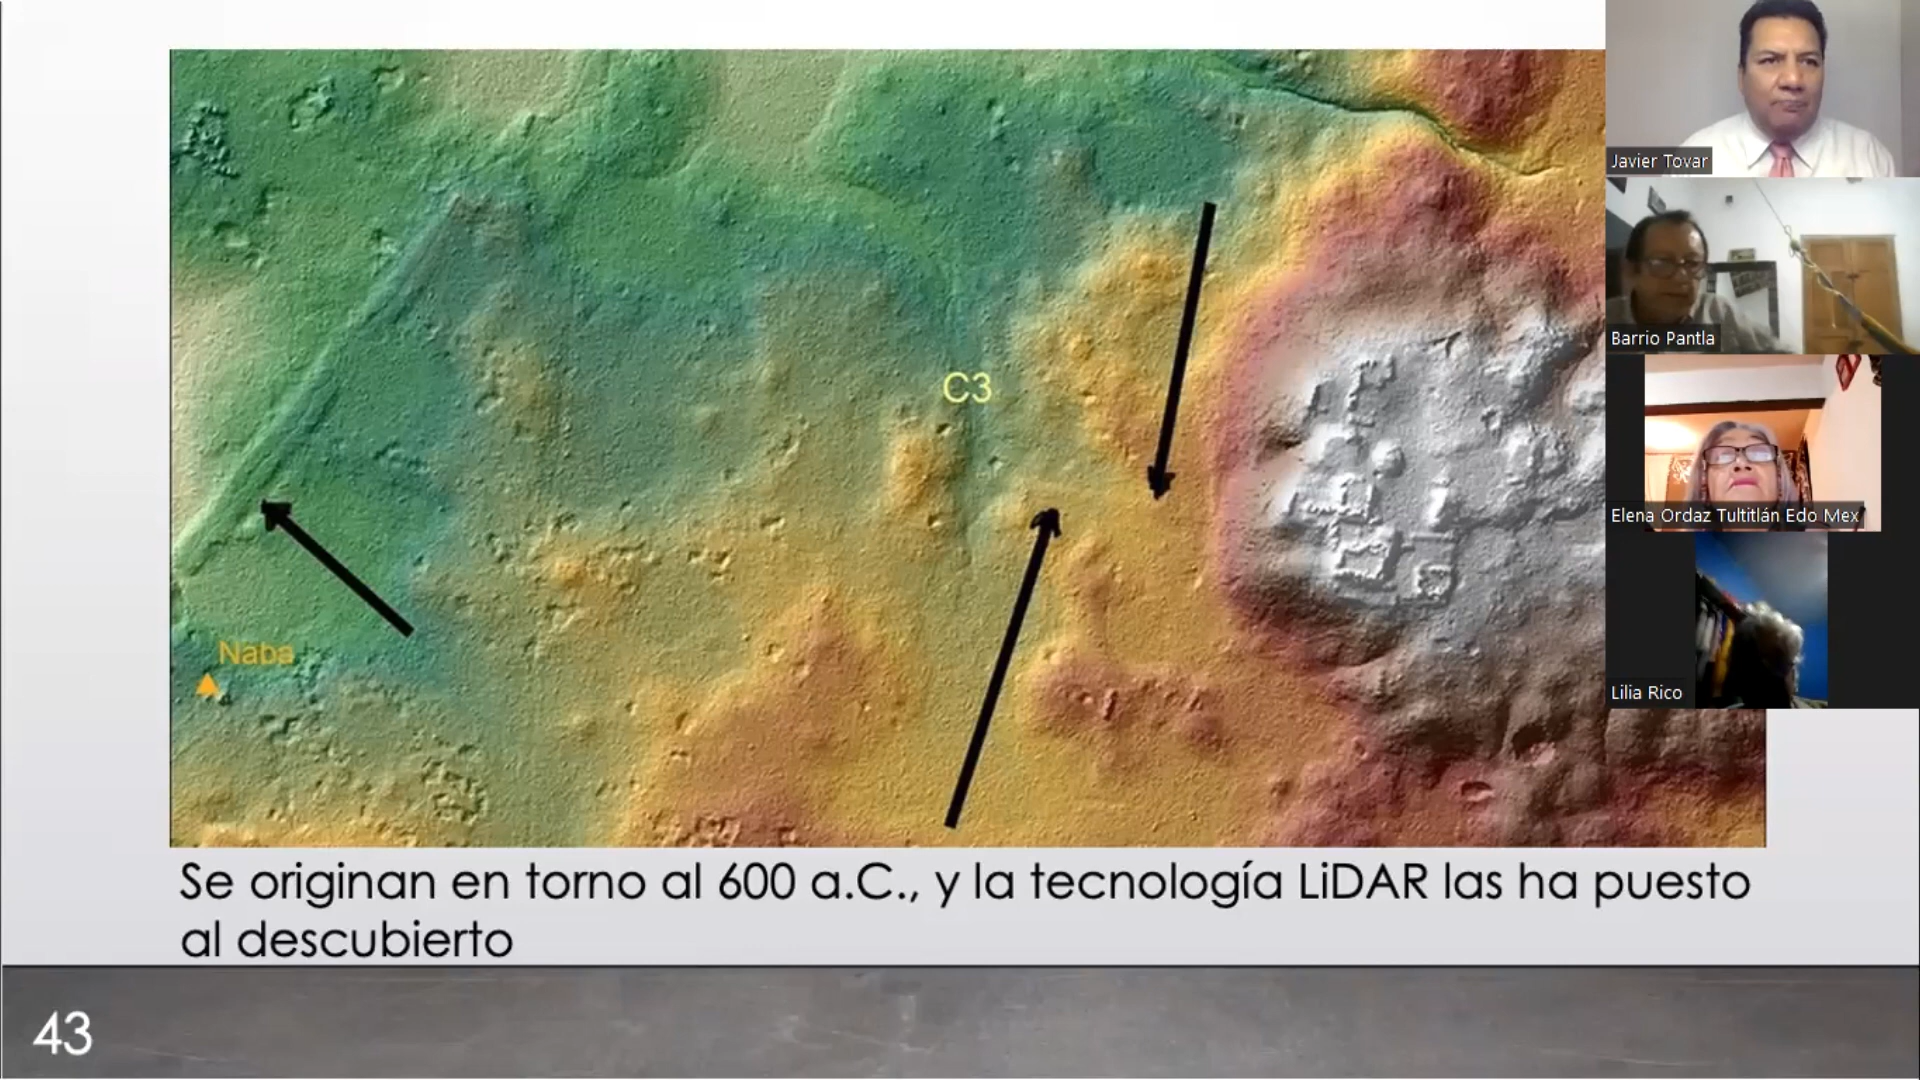 Javier Tovar
Barrio Pantla
C3
Elena Ordaz Tultitlán Edo Mex
Naba
Lilia Rico
Se originan en torno al 600 a.C., y la tecnología LiDAR las ha puesto
al descubierto
43